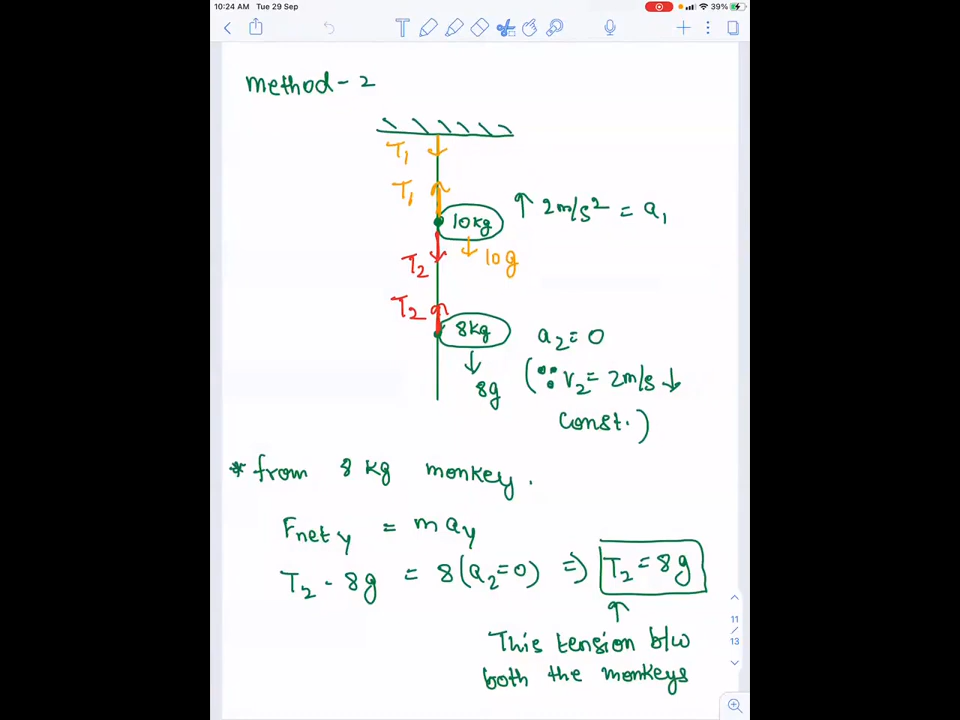 10:24 AM Tue 29 Sep
39%
method-2
T₁
T₁
10kg ↑ 2m/s² = a₁
T₂ ↓ 10g
T₂
8kg a₂ = 0
↓ 8g (∵ v₂ = 2m/s ↓
const.)
* from 8 kg monkey.
Fnet y = m ay
T₂ - 8g = 8(a₂=0) ⇒ T₂ = 8g
↑
This tension b/w
both the monkeys
11
/
13